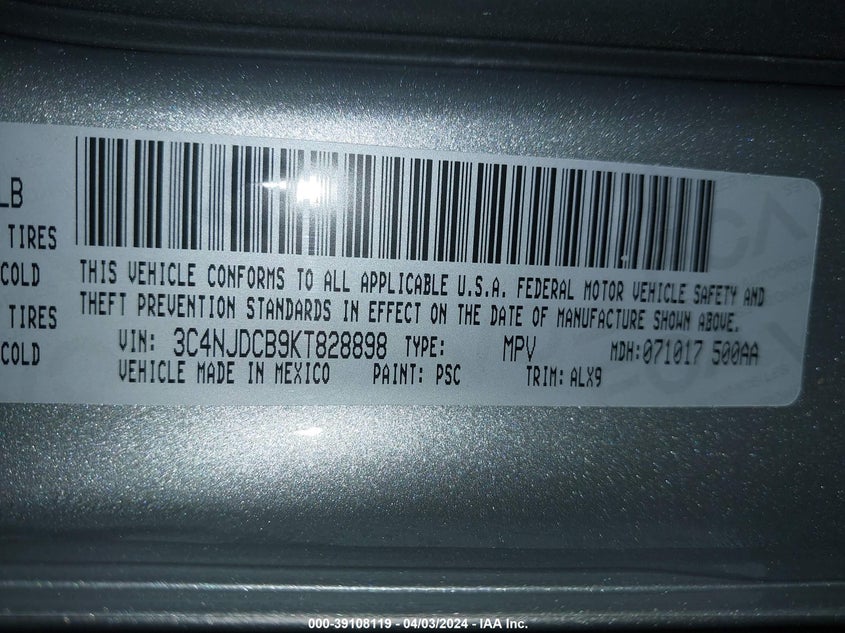 LB
TIRES
COLD
TIRES
COLD
THIS VEHICLE CONFORMS TO ALL APPLICABLE U.S.A. FEDERAL MOTOR VEHICLE SAFETY AND
THEFT PREVENTION STANDARDS IN EFFECT ON THE DATE OF MANUFACTURE SHOWN ABOVE.
VIN: 3C4NJDCB9KT828898 TYPE: MPV MDH: 071017 500AA
VEHICLE MADE IN MEXICO PAINT: PSC TRIM: ALX9
000-39108119 - 04/03/2024 - IAA Inc.